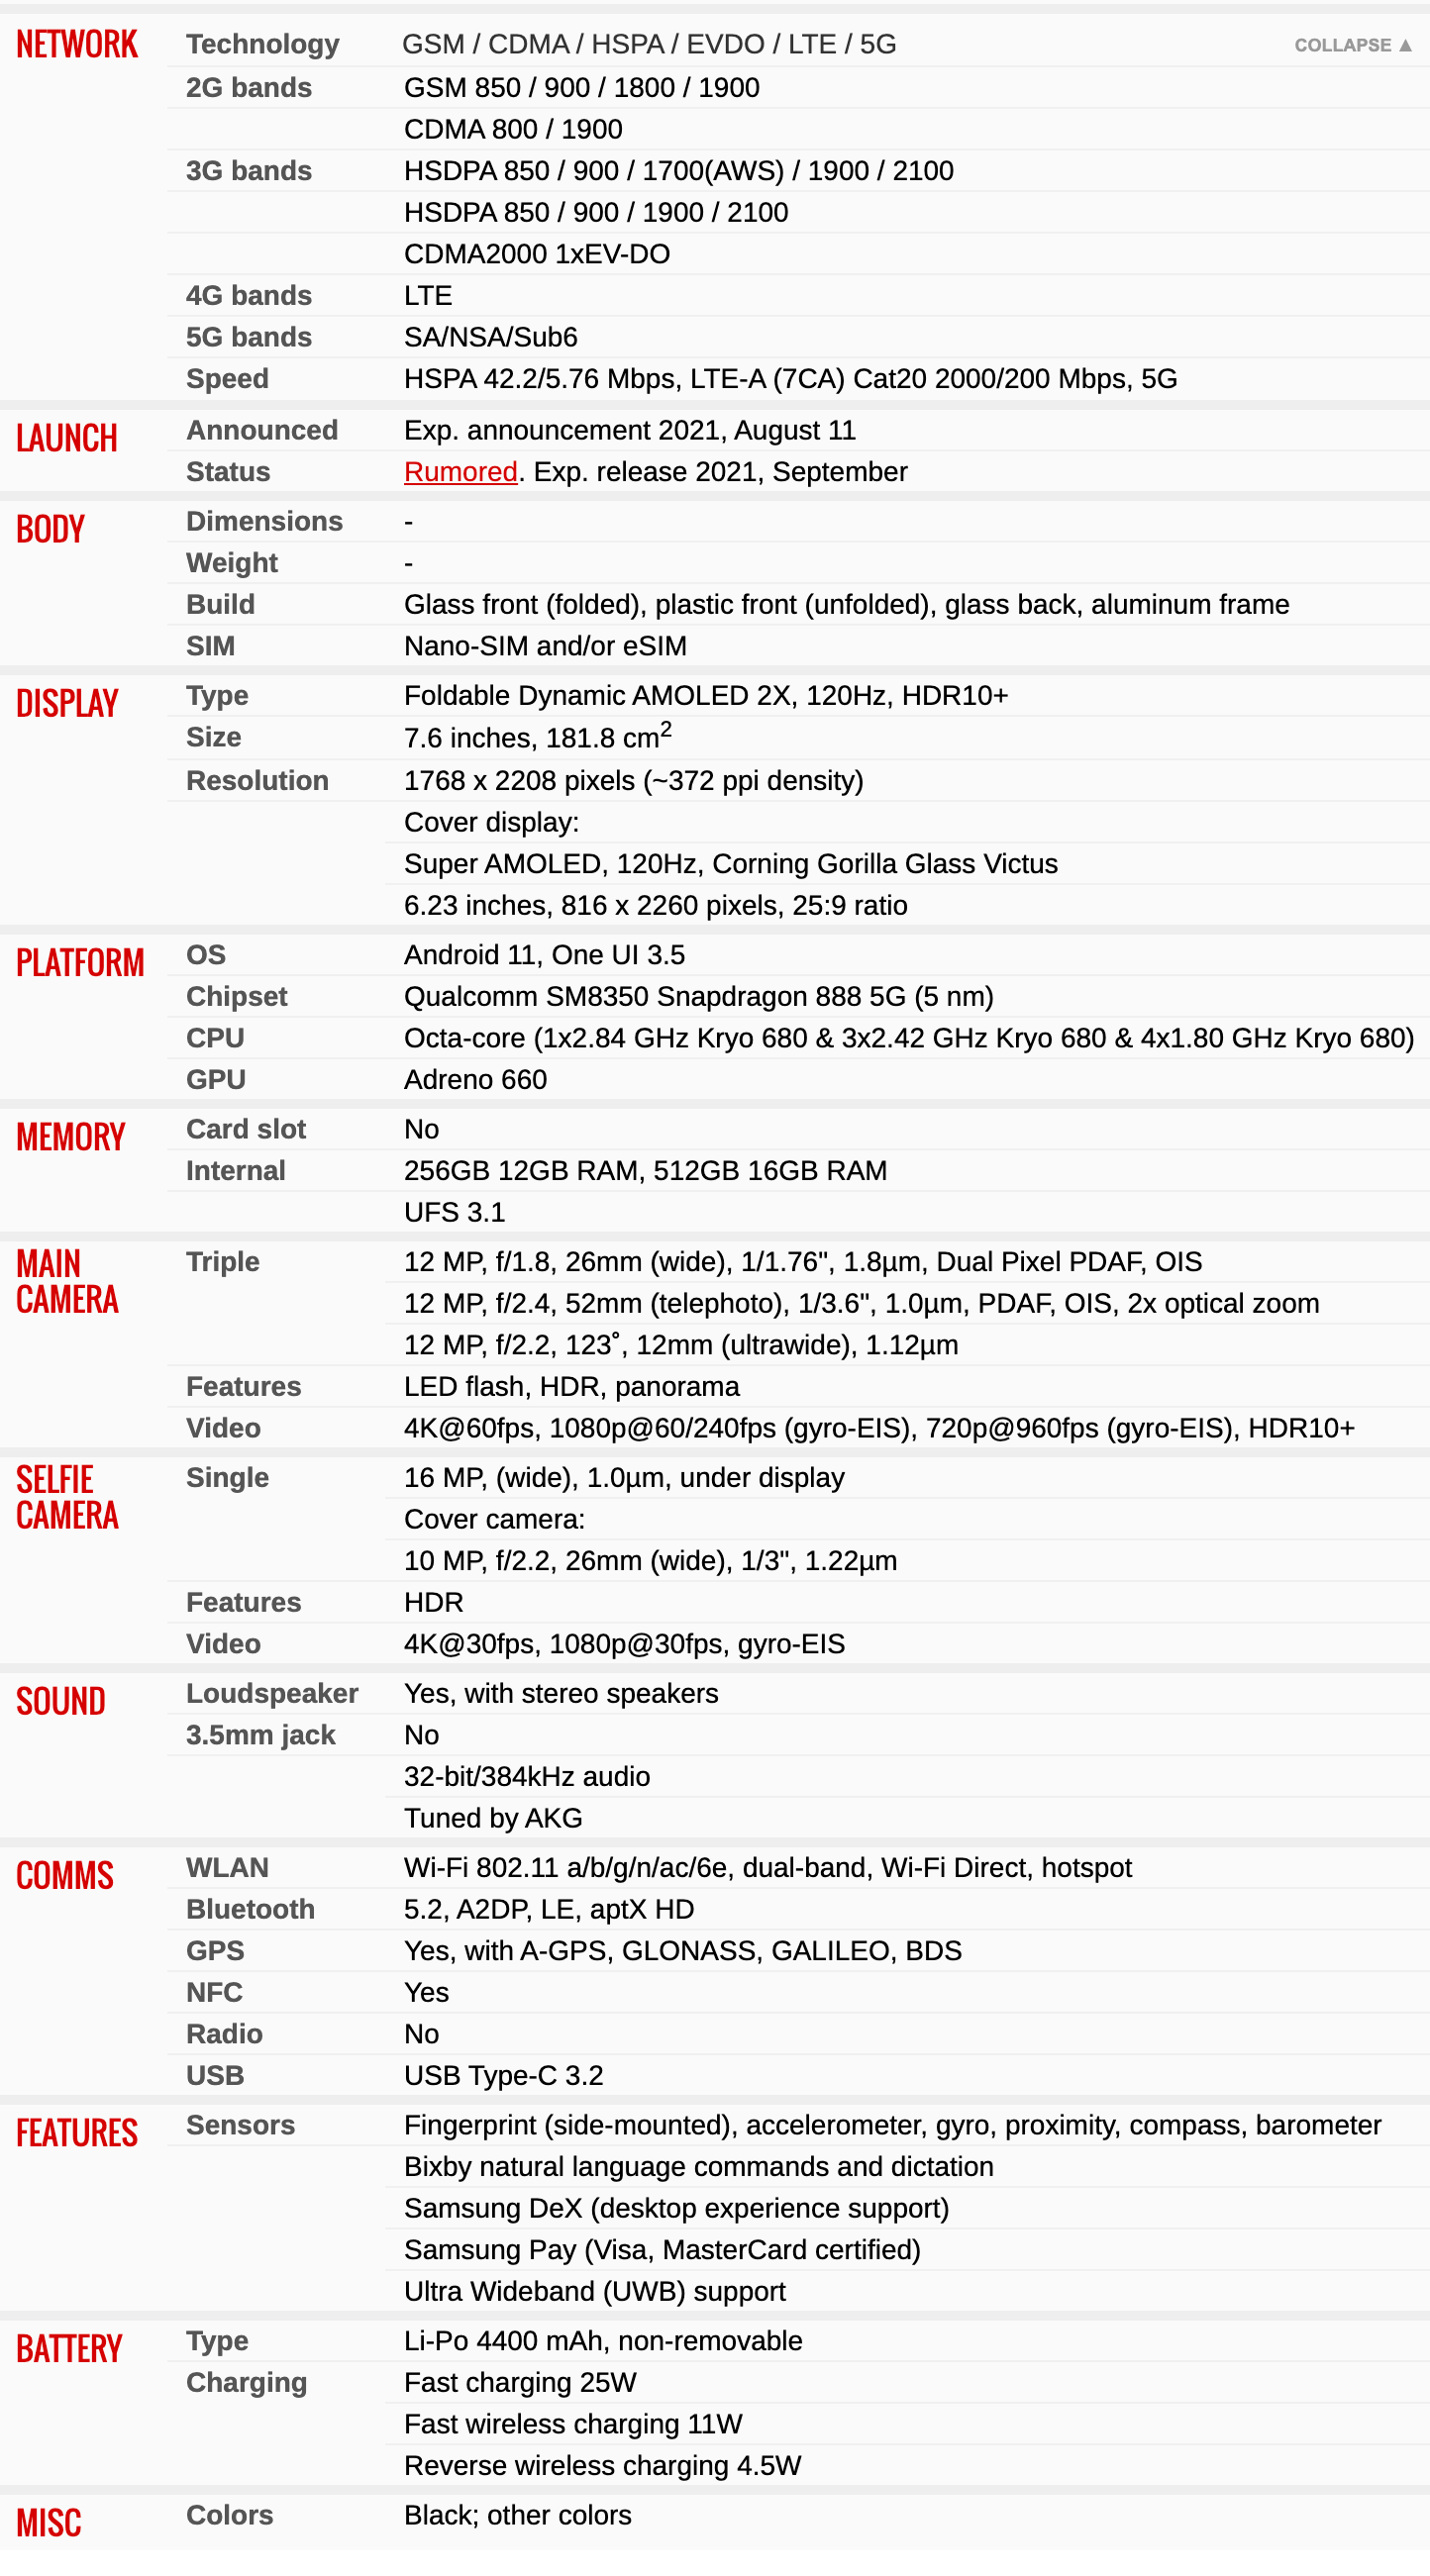 NETWORK Technology GSM / CDMA / HSPA / EVDO / LTE / 5G COLLAPSE ▲
2G bands GSM 850 / 900 / 1800 / 1900
CDMA 800 / 1900
3G bands HSDPA 850 / 900 / 1700(AWS) / 1900 / 2100
HSDPA 850 / 900 / 1900 / 2100
CDMA2000 1xEV-DO
4G bands LTE
5G bands SA/NSA/Sub6
Speed HSPA 42.2/5.76 Mbps, LTE-A (7CA) Cat20 2000/200 Mbps, 5G
LAUNCH Announced Exp. announcement 2021, August 11
Status Rumored. Exp. release 2021, September
BODY Dimensions -
Weight -
Build Glass front (folded), plastic front (unfolded), glass back, aluminum frame
SIM Nano-SIM and/or eSIM
DISPLAY Type Foldable Dynamic AMOLED 2X, 120Hz, HDR10+
Size 7.6 inches, 181.8 cm²
Resolution 1768 x 2208 pixels (~372 ppi density)
Cover display:
Super AMOLED, 120Hz, Corning Gorilla Glass Victus
6.23 inches, 816 x 2260 pixels, 25:9 ratio
PLATFORM OS Android 11, One UI 3.5
Chipset Qualcomm SM8350 Snapdragon 888 5G (5 nm)
CPU Octa-core (1x2.84 GHz Kryo 680 & 3x2.42 GHz Kryo 680 & 4x1.80 GHz Kryo 680)
GPU Adreno 660
MEMORY Card slot No
Internal 256GB 12GB RAM, 512GB 16GB RAM
UFS 3.1
MAIN CAMERA Triple 12 MP, f/1.8, 26mm (wide), 1/1.76", 1.8µm, Dual Pixel PDAF, OIS
12 MP, f/2.4, 52mm (telephoto), 1/3.6", 1.0µm, PDAF, OIS, 2x optical zoom
12 MP, f/2.2, 123˚, 12mm (ultrawide), 1.12µm
Features LED flash, HDR, panorama
Video 4K@60fps, 1080p@60/240fps (gyro-EIS), 720p@960fps (gyro-EIS), HDR10+
SELFIE CAMERA Single 16 MP, (wide), 1.0µm, under display
Cover camera:
10 MP, f/2.2, 26mm (wide), 1/3", 1.22µm
Features HDR
Video 4K@30fps, 1080p@30fps, gyro-EIS
SOUND Loudspeaker Yes, with stereo speakers
3.5mm jack No
32-bit/384kHz audio
Tuned by AKG
COMMS WLAN Wi-Fi 802.11 a/b/g/n/ac/6e, dual-band, Wi-Fi Direct, hotspot
Bluetooth 5.2, A2DP, LE, aptX HD
GPS Yes, with A-GPS, GLONASS, GALILEO, BDS
NFC Yes
Radio No
USB USB Type-C 3.2
FEATURES Sensors Fingerprint (side-mounted), accelerometer, gyro, proximity, compass, barometer
Bixby natural language commands and dictation
Samsung DeX (desktop experience support)
Samsung Pay (Visa, MasterCard certified)
Ultra Wideband (UWB) support
BATTERY Type Li-Po 4400 mAh, non-removable
Charging Fast charging 25W
Fast wireless charging 11W
Reverse wireless charging 4.5W
MISC Colors Black; other colors